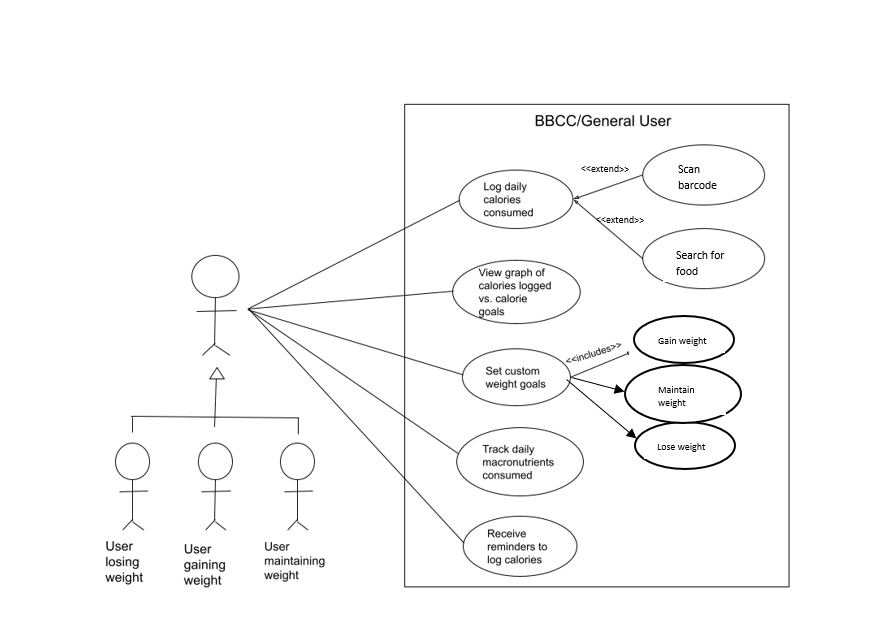 BBCC/General User
Log daily
calories
consumed
<<extend>>
Scan
barcode
<<extend>>
Search for
food
View graph of
calories logged
vs. calorie
goals
Set custom
weight goals
<<includes>>
Gain weight
Maintain
weight
Lose weight
Track daily
macronutrients
consumed
Receive
reminders to
log calories
User
losing
weight
User
gaining
weight
User
maintaining
weight